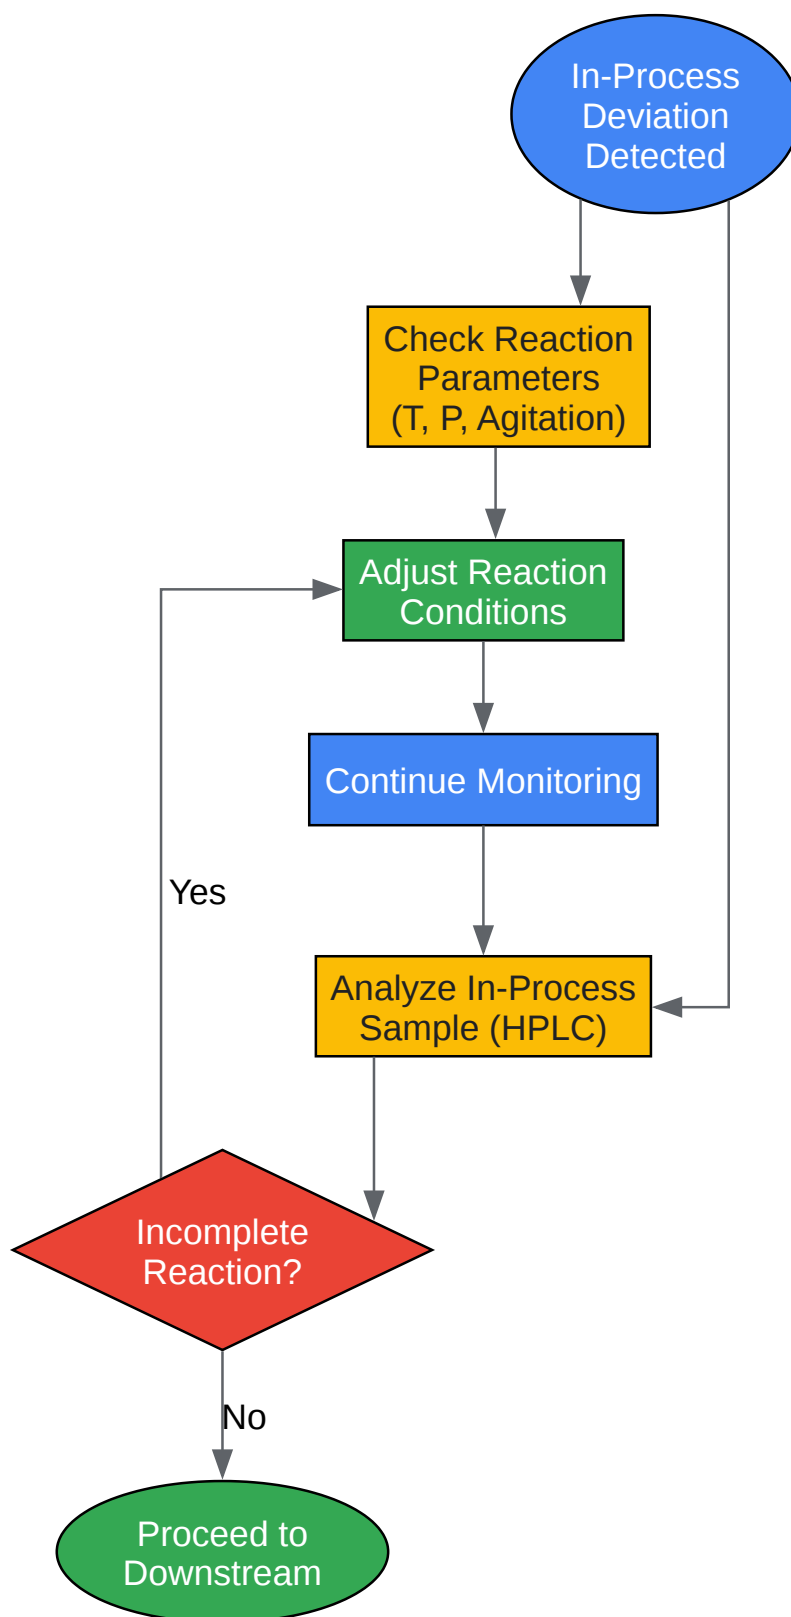 In-Process
Deviation
Detected
Check Reaction
Parameters
(T, P, Agitation)
Adjust Reaction
Conditions
Continue Monitoring
Yes
Analyze In-Process
Sample (HPLC)
Incomplete
Reaction?
No
Proceed to
Downstream